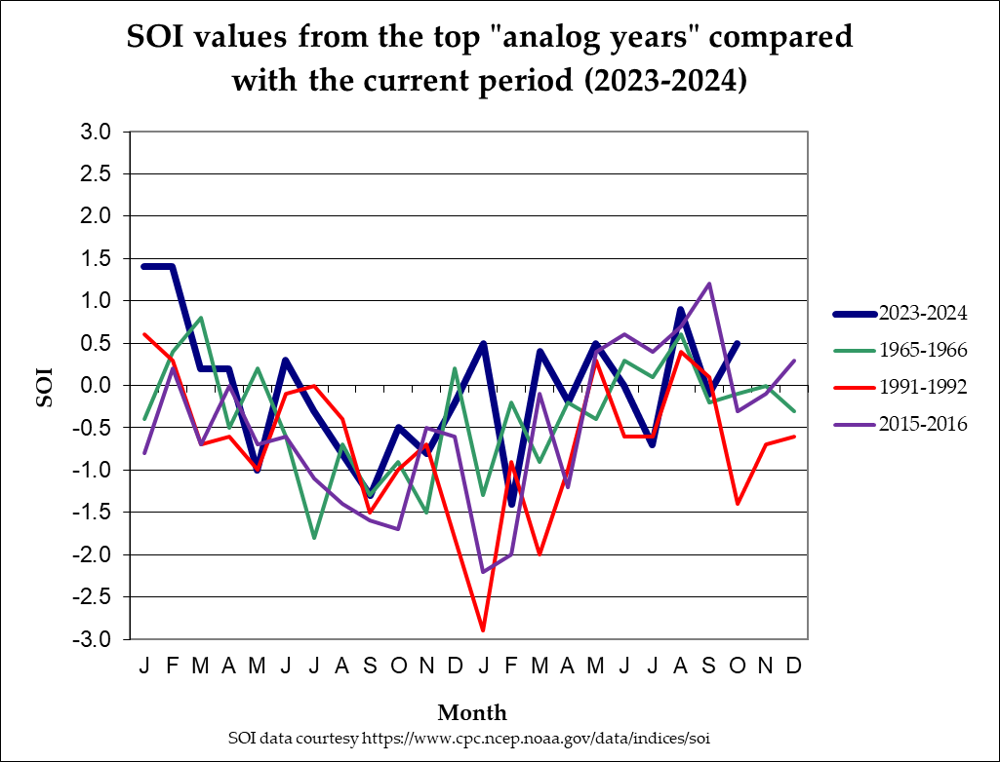 SOI values from the top "analog years" compared
with the current period (2023-2024)
3.0
2.5
2.0
1.5
1.0
0.5
0.0
-0.5
-1.0
-1.5
-2.0
-2.5
-3.0
SOI
J F M A M J J A S O N D J F M A M J J A S O N D
Month
SOI data courtesy https://www.cpc.ncep.noaa.gov/data/indices/soi
2023-2024
1965-1966
1991-1992
2015-2016